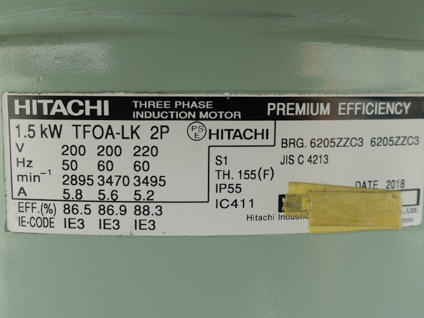 HITACHI THREE PHASE INDUCTION MOTOR PREMIUM EFFICIENCY
1.5 kW TFOA-LK 2P PSE HITACHI BRG. 6205ZZC3 6205ZZC3
V 200 200 220 S1 JIS C 4213
Hz 50 60 60 TH. 155(F)
min⁻¹ 2895 3470 3495 IP55 DATE 2018
A 5.8 5.6 5.2 IC411
EFF.(%) 86.5 86.9 88.3 Hitachi Ltd.
IE-CODE IE3 IE3 IE3